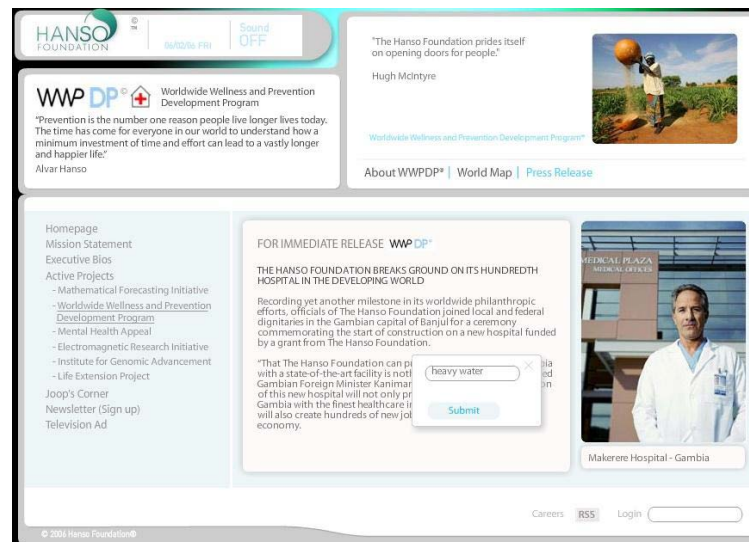 HANSO
FOUNDATION
©
TM
06/02/06 FRI
Sound
OFF
WWP DP© Worldwide Wellness and Prevention
Development Program
“Prevention is the number one reason people live longer lives today.
The time has come for everyone in our world to understand how a
minimum investment of time and effort can lead to a vastly longer
and happier life.”
Alvar Hanso
"The Hanso Foundation prides itself
on opening doors for people."
Hugh McIntyre
Worldwide Wellness and Prevention Development Program®
About WWPDP® | World Map | Press Release
Homepage
Mission Statement
Executive Bios
Active Projects
- Mathematical Forecasting Initiative
- Worldwide Wellness and Prevention
Development Program
- Mental Health Appeal
- Electromagnetic Research Initiative
- Institute for Genomic Advancement
- Life Extension Project
Joop's Corner
Newsletter (Sign up)
Television Ad
FOR IMMEDIATE RELEASE WWP DP°
THE HANSO FOUNDATION BREAKS GROUND ON ITS HUNDREDTH
HOSPITAL IN THE DEVELOPING WORLD
Recording yet another milestone in its worldwide philanthropic
efforts, officials of The Hanso Foundation joined local and federal
dignitaries in the Gambian capital of Banjul for a ceremony
commemorating the start of construction on a new hospital funded
by a grant from The Hanso Foundation.
“That The Hanso Foundation can
with a state-of-the-art facility is
Gambian Foreign Minister
of this new hospital will not only
Gambia with the finest healthcare
will also create hundreds of new
economy.
heavy water
Submit
MEDICAL PLAZA
MEDICAL OFFICES
Makerere Hospital - Gambia
Careers RSS Login
© 2006 Hanso Foundation®